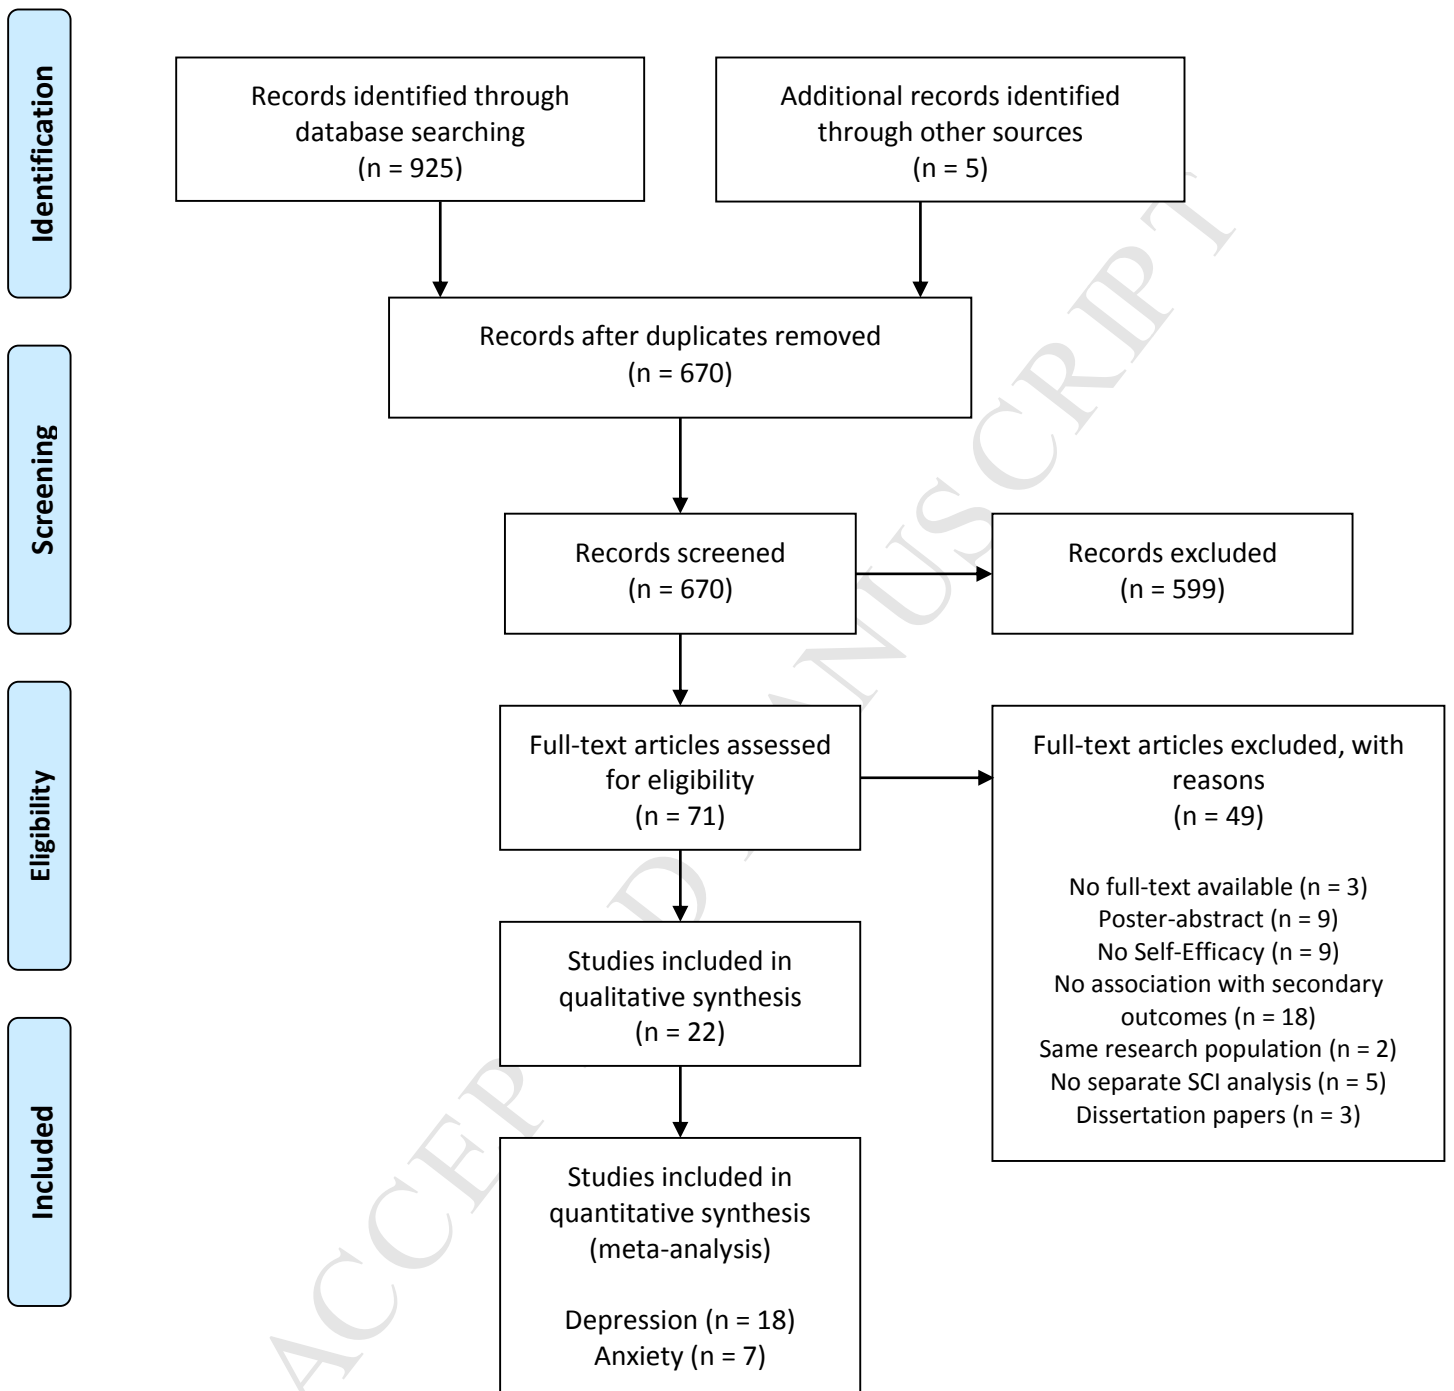 Identification
Records identified through
database searching
(n = 925)
Additional records identified
through other sources
(n = 5)
Records after duplicates removed
(n = 670)
Screening
Records screened
(n = 670)
Records excluded
(n = 599)
Eligibility
Full-text articles assessed
for eligibility
(n = 71)
Full-text articles excluded, with
reasons
(n = 49)
No full-text available (n = 3)
Poster-abstract (n = 9)
No Self-Efficacy (n = 9)
No association with secondary
outcomes (n = 18)
Same research population (n = 2)
No separate SCI analysis (n = 5)
Dissertation papers (n = 3)
Studies included in
qualitative synthesis
(n = 22)
Included
Studies included in
quantitative synthesis
(meta-analysis)
Depression (n = 18)
Anxiety (n = 7)
ACCEP D ANUSCRIPT